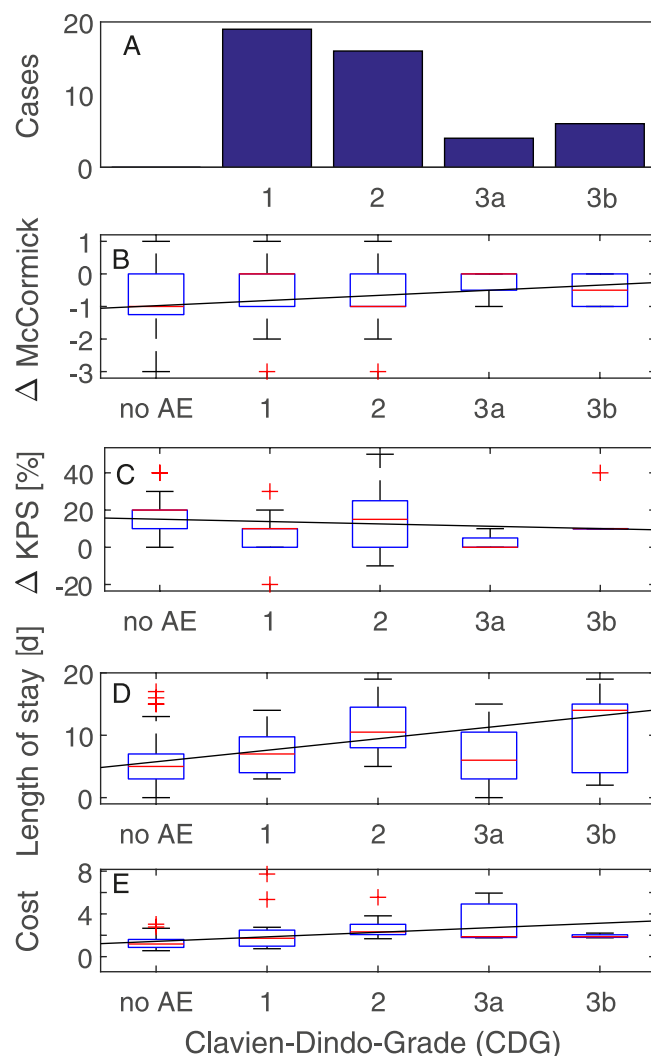 20
A
10
Cases
0
1 2 3a 3b
1
B
0
-1
-2
-3
Δ McCormick
no AE 1 2 3a 3b
C
40
20
0
-20
Δ KPS [%]
no AE 1 2 3a 3b
20
D
10
0
Length of stay [d]
no AE 1 2 3a 3b
8
E
4
0
Cost
no AE 1 2 3a 3b
Clavien-Dindo-Grade (CDG)